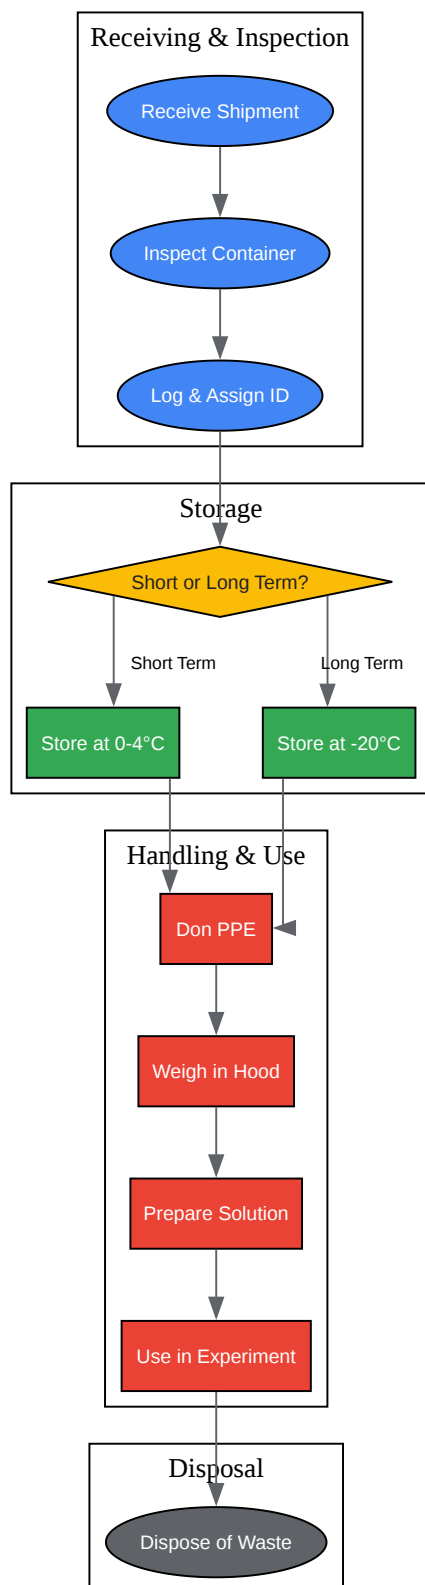 Receiving & Inspection
Receive Shipment
Inspect Container
Log & Assign ID
Storage
Short or Long Term?
Short Term
Long Term
Store at 0-4°C
Store at -20°C
Handling & Use
Don PPE
Weigh in Hood
Prepare Solution
Use in Experiment
Disposal
Dispose of Waste